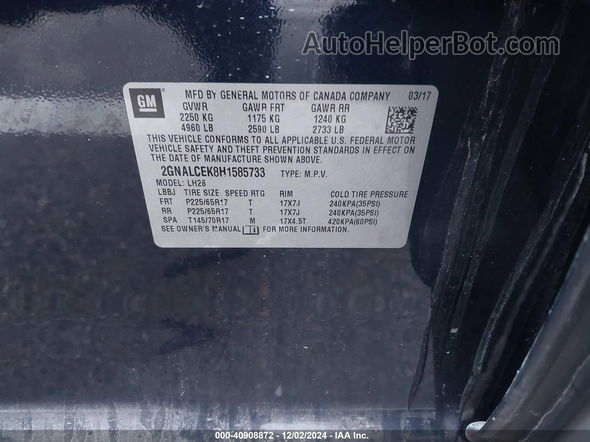 AutoHelperBot.com
GM
MFD BY GENERAL MOTORS OF CANADA COMPANY 03/17
GVWR GAWR FRT GAWR RR
2250 KG 1175 KG 1240 KG
4960 LB 2590 LB 2733 LB
THIS VEHICLE CONFORMS TO ALL APPLICABLE U.S. FEDERAL MOTOR
VEHICLE SAFETY AND THEFT PREVENTION STANDARDS IN EFFECT ON
THE DATE OF MANUFACTURE SHOWN ABOVE.
2GNALCEK8H1585733 TYPE: M.P.V.
MODEL: LH26
LBBJ TIRE SIZE SPEED RTG RIM COLD TIRE PRESSURE
FRT P225/65R17 T 17X7J 240KPA(35PSI)
RR P225/65R17 T 17X7J 240KPA(35PSI)
SPA T145/70R17 M 17X4.5T 420KPA(60PSI)
SEE OWNER'S MANUAL FOR MORE INFORMATION.
000-40908872 - 12/02/2024 - IAAI.COM